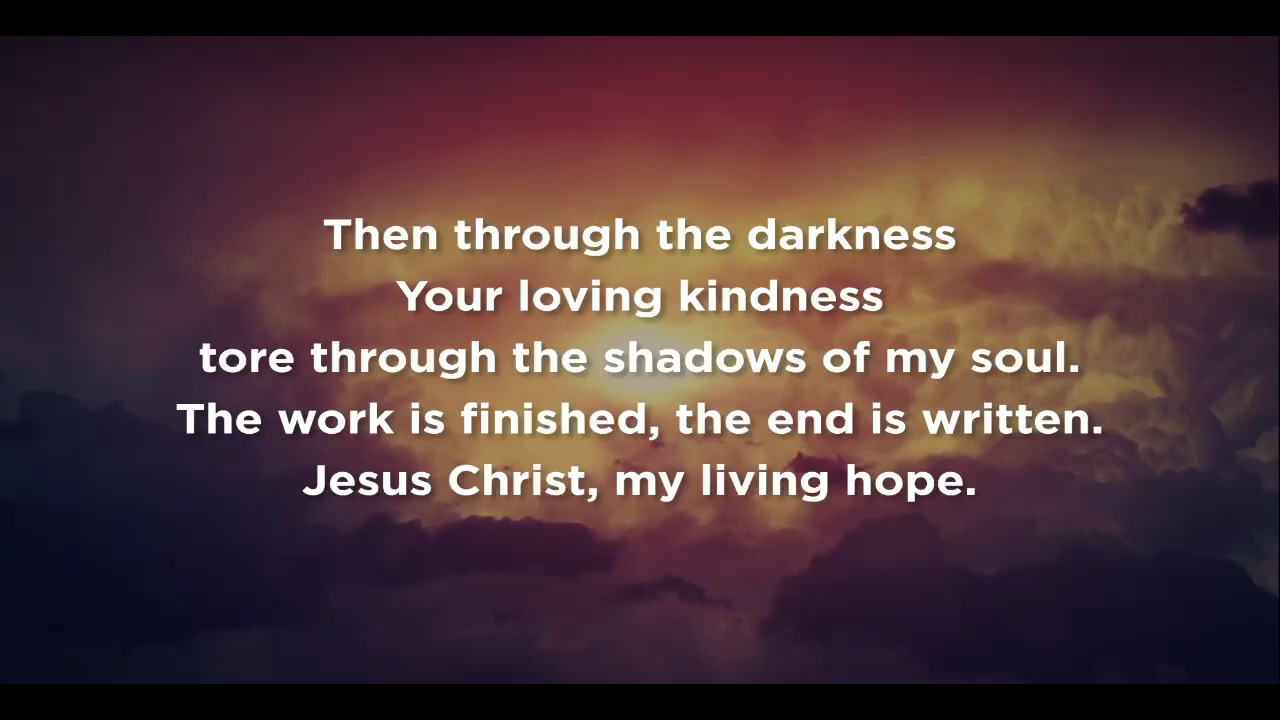 Then through the darkness
Your loving kindness
tore through the shadows of my soul.
The work is finished, the end is written.
Jesus Christ, my living hope.